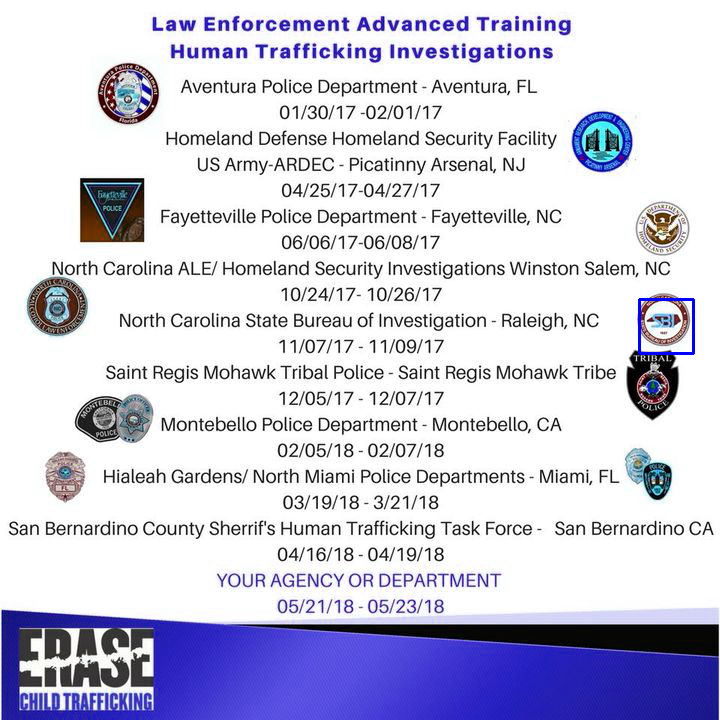 Law Enforcement Advanced Training
Human Trafficking Investigations
Aventura Police Department - Aventura, FL
01/30/17 -02/01/17
Homeland Defense Homeland Security Facility
US Army-ARDEC - Picatinny Arsenal, NJ
04/25/17-04/27/17
Fayetteville
POLICE
Fayetteville Police Department - Fayetteville, NC
06/06/17-06/08/17
North Carolina ALE/ Homeland Security Investigations Winston Salem, NC
10/24/17- 10/26/17
North Carolina State Bureau of Investigation - Raleigh, NC
SBI
11/07/17 - 11/09/17
Saint Regis Mohawk Tribal Police - Saint Regis Mohawk Tribe
TRIBAL
POLICE
12/05/17 - 12/07/17
MONTEBELLO
POLICE
Montebello Police Department - Montebello, CA
02/05/18 - 02/07/18
Hialeah Gardens/ North Miami Police Departments - Miami, FL
POLICE
03/19/18 - 3/21/18
San Bernardino County Sherrif's Human Trafficking Task Force - San Bernardino CA
04/16/18 - 04/19/18
YOUR AGENCY OR DEPARTMENT
05/21/18 - 05/23/18
ERASE
CHILD TRAFFICKING